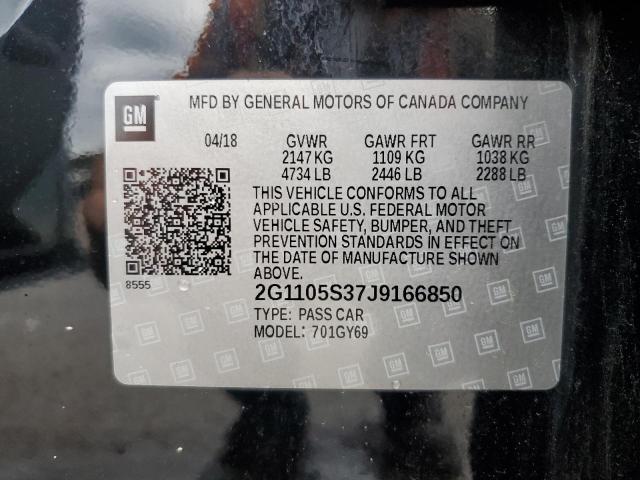 GM
MFD BY GENERAL MOTORS OF CANADA COMPANY
04/18 GVWR GAWR FRT GAWR RR
2147 KG 1109 KG 1038 KG
4734 LB 2446 LB 2288 LB
THIS VEHICLE CONFORMS TO ALL
APPLICABLE U.S. FEDERAL MOTOR
VEHICLE SAFETY, BUMPER, AND THEFT
PREVENTION STANDARDS IN EFFECT ON
THE DATE OF MANUFACTURE SHOWN
ABOVE.
8555
2G1105S37J9166850
TYPE: PASS CAR
MODEL: 701GY69